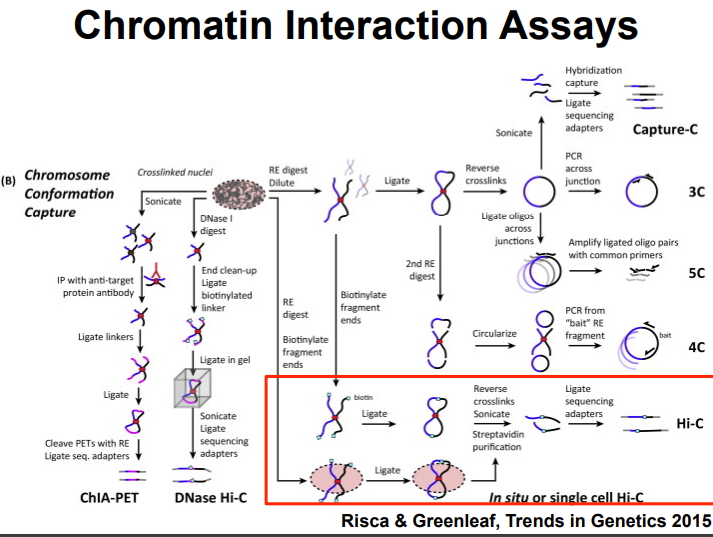 Chromatin Interaction Assays
Hybridization
capture
Ligate
sequencing
adapters
Capture-C
Sonicate
(B)
Chromosome
Conformation
Capture
Crosslinked nuclei
RE digest
Dilute
Ligate
Reverse
crosslinks
PCR
across
junction
3C
Sonicate
DNase I
digest
Ligate oligos
across
junctions
Amplify ligated oligo pairs
with common primers
5C
IP with anti-target
protein antibody
End clean-up
Ligate
biotinylated
linker
RE
digest
Biotinylate
fragment
ends
Biotinylate
fragment
ends
2nd RE
digest
Circularize
PCR from
"bait" RE
fragment
bait
4C
Ligate linkers
Ligate in gel
Ligate
Sonicate
Ligate
sequencing
adapters
Cleave PETs with RE
Ligate seq. adapters
ChIA-PET
DNase Hi-C
biotin
Ligate
Reverse
crosslinks
Sonicate
Streptavidin
purification
Ligate
sequencing
adapters
Hi-C
Ligate
In situ or single cell Hi-C
Risca & Greenleaf, Trends in Genetics 2015